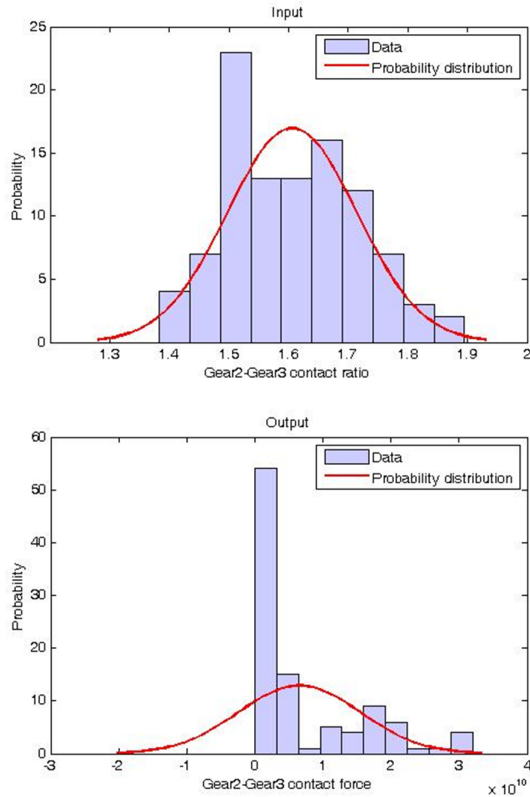 Input
25
20
15
10
5
0
Probability
Data
Probability distribution
1.3 1.4 1.5 1.6 1.7 1.8 1.9 2
Gear2-Gear3 contact ratio
Output
60
50
40
30
20
10
0
Probability
Data
Probability distribution
-3 -2 -1 0 1 2 3 4
Gear2-Gear3 contact force
x 10^10